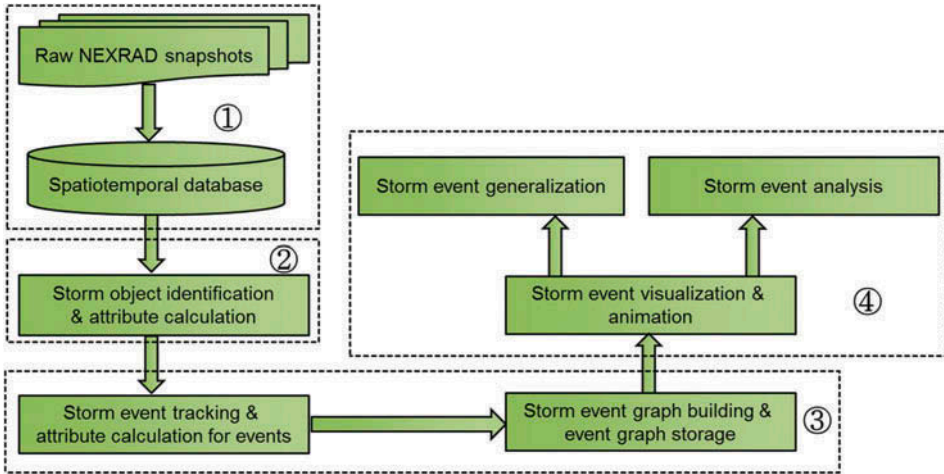 Raw NEXRAD snapshots
①
Spatiotemporal database
②
Storm object identification
& attribute calculation
Storm event tracking &
attribute calculation for events
Storm event graph building &
event graph storage
③
Storm event visualization &
animation
④
Storm event generalization
Storm event analysis